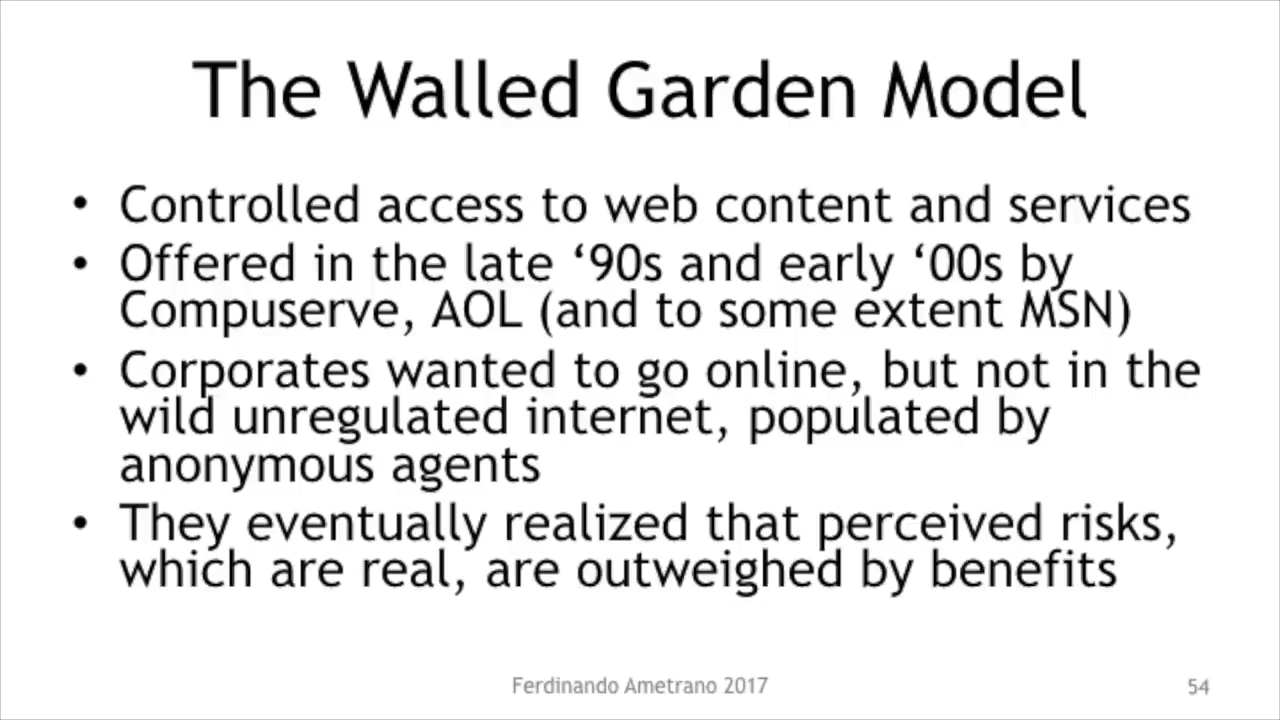 The Walled Garden Model
• Controlled access to web content and services
• Offered in the late ‘90s and early ‘00s by
Compuserve, AOL (and to some extent MSN)
• Corporates wanted to go online, but not in the
wild unregulated internet, populated by
anonymous agents
• They eventually realized that perceived risks,
which are real, are outweighed by benefits
Ferdinando Ametrano 2017
54